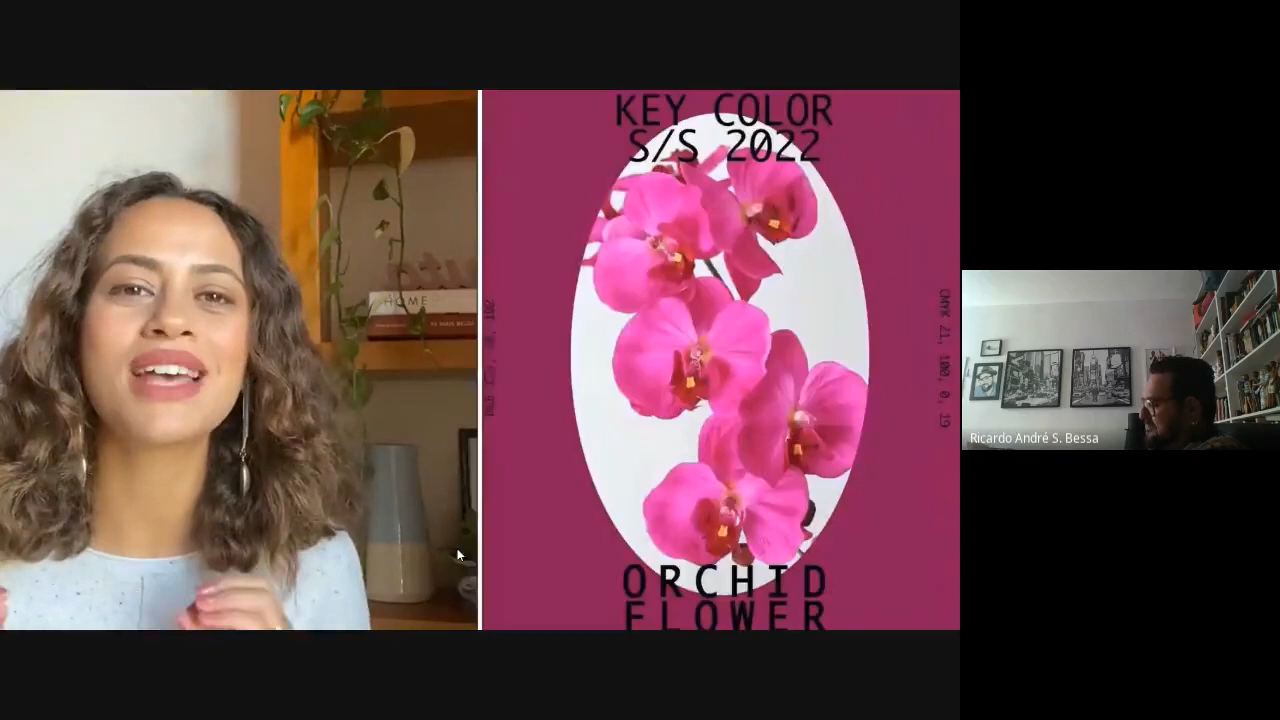 KEY COLOR
S/S 2022
HOME
CMYK 21, 100, 0, 19
ORCHID
FLOWER
Ricardo André S. Bessa